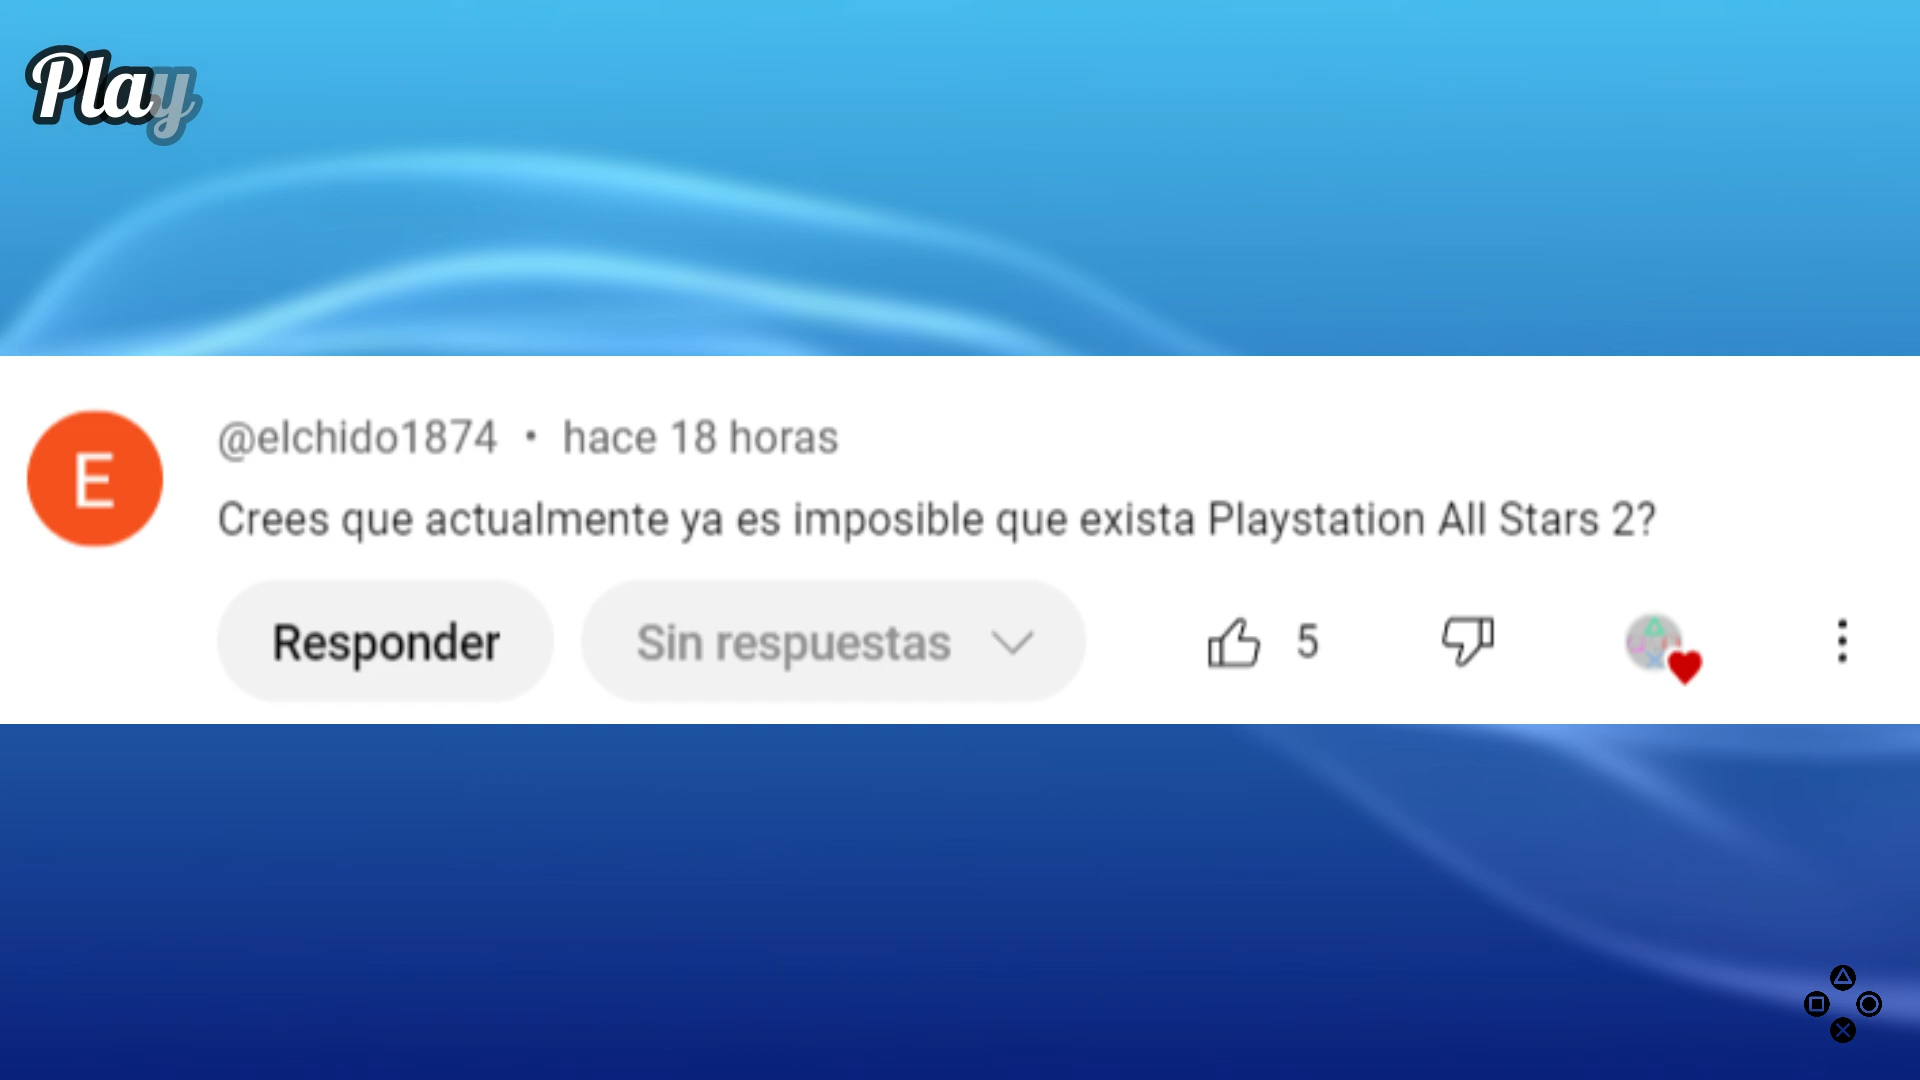 Play
E
@elchido1874 • hace 18 horas
Crees que actualmente ya es imposible que exista Playstation All Stars 2?
Responder
Sin respuestas
5